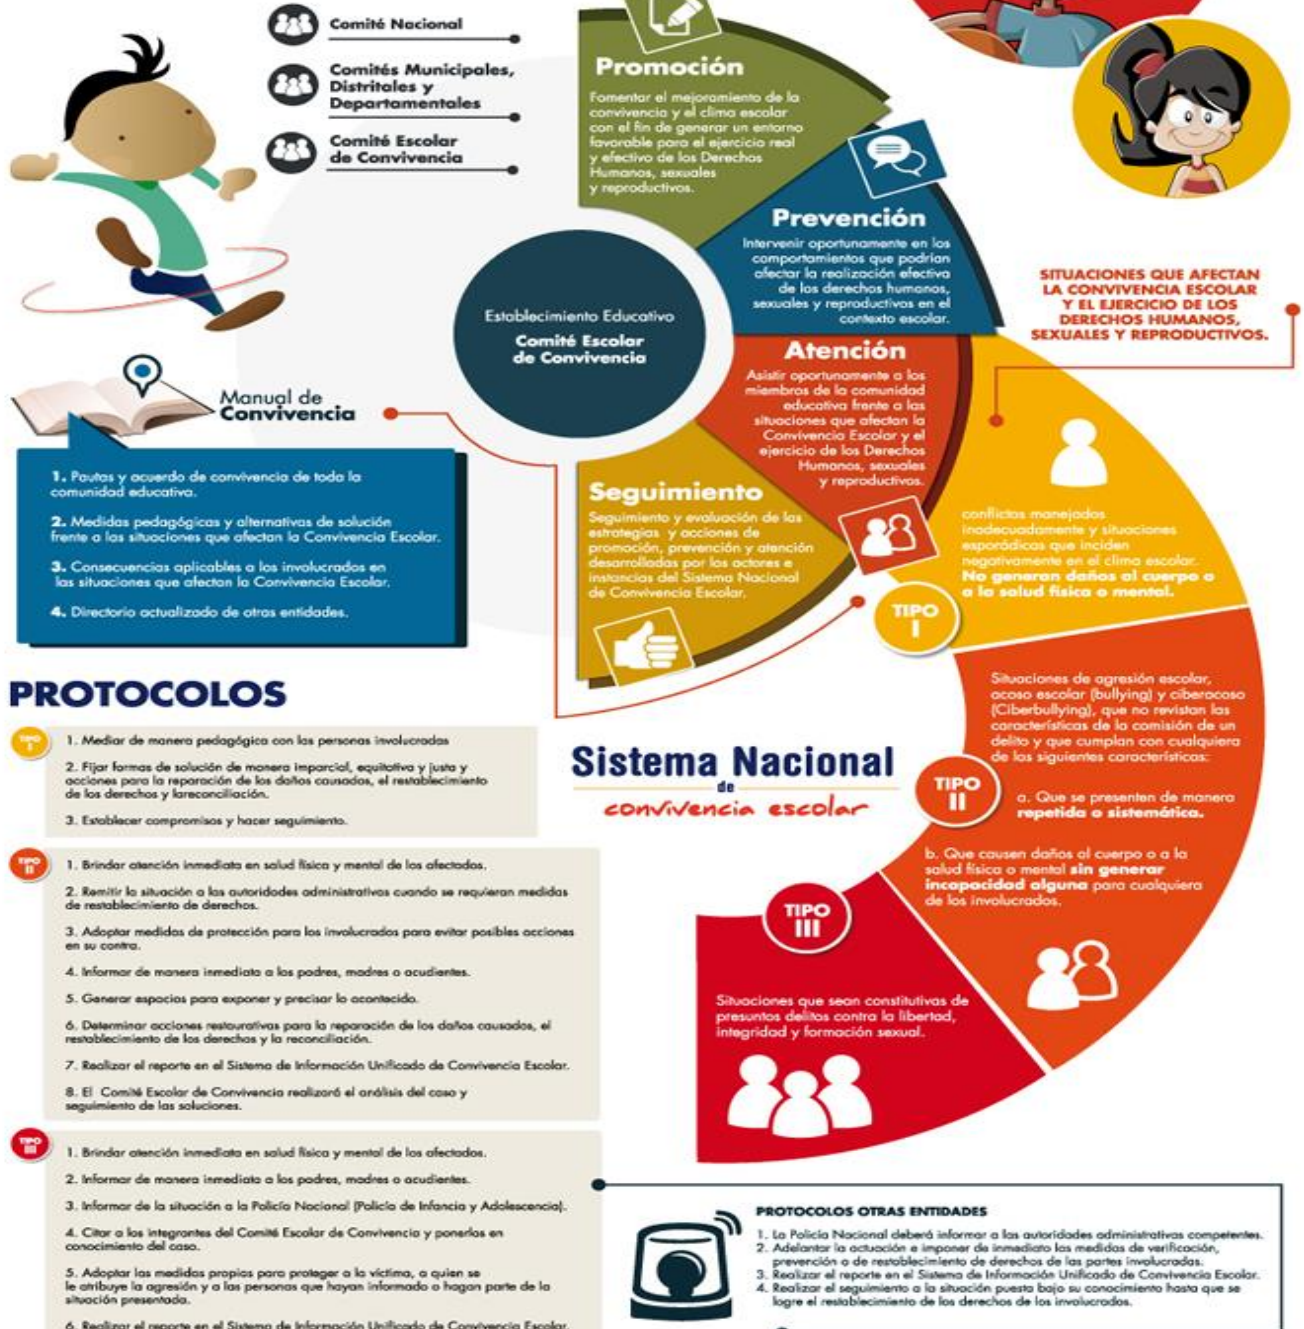 Comité Nacional
Comités Municipales,
Distritales y
Departamentales
Comité Escolar
de Convivencia
Promoción
Fomentar el mejoramiento de la
convivencia y el clima escolar
con el fin de generar un entorno
favorable para el ejercicio real
y efectivo de los Derechos
Humanos, sexuales
y reproductivos.
Prevención
Intervenir oportunamente en los
comportamientos que podrían
afectar la realización efectiva
de los derechos humanos,
sexuales y reproductivos en el
contexto escolar.
Establecimiento Educativo
Comité Escolar
de Convivencia
Atención
Asistir oportunamente a los
miembros de la comunidad
educativa frente a las
situaciones que afectan la
Convivencia Escolar y el
ejercicio de los Derechos
Humanos, sexuales
y reproductivos.
Seguimiento
Seguimiento y evaluación de las
estrategias y acciones de
promoción, prevención y atención
desarrolladas por los actores e
instancias del Sistema Nacional
de Convivencia Escolar.
SITUACIONES QUE AFECTAN
LA CONVIVENCIA ESCOLAR
Y EL EJERCICIO DE LOS
DERECHOS HUMANOS,
SEXUALES Y REPRODUCTIVOS.
Manual de
Convivencia
1. Pautas y acuerdo de convivencia de toda la
comunidad educativa.
2. Medidas pedagógicas y alternativas de solución
frente a las situaciones que afectan la Convivencia Escolar.
3. Consecuencias aplicables a los involucrados en
las situaciones que afectan la Convivencia Escolar.
4. Directorio actualizado de otras entidades.
conflictos manejados
inadecuadamente y situaciones
esporádicas que inciden
negativamente en el clima escolar.
No generan daños al cuerpo o
a la salud física o mental.
TIPO
I
Situaciones de agresión escolar,
acoso escolar (bullying) y ciberacoso
(Ciberbullying), que no revistan las
características de la comisión de un
delito y que cumplan con cualquiera
de las siguientes características:
a. Que se presenten de manera
repetida o sistemática.
b. Que causen daños al cuerpo o a la
salud física o mental sin generar
incapacidad alguna para cualquiera
de los involucrados.
TIPO
II
TIPO
III
Situaciones que sean constitutivas de
presuntos delitos contra la libertad,
integridad y formación sexual.
Sistema Nacional
de
convivencia escolar
PROTOCOLOS
TIPO
I
1. Mediar de manera pedagógica con las personas involucradas
2. Fijar formas de solución de manera imparcial, equitativa y justa y
acciones para la reparación de los daños causados, el restablecimiento
de los derechos y lareconciliación.
3. Establecer compromisos y hacer seguimiento.
TIPO
II
1. Brindar atención inmediata en salud física y mental de los afectados.
2. Remitir la situación a las autoridades administrativas cuando se requieran medidas
de restablecimiento de derechos.
3. Adoptar medidas de protección para los involucrados para evitar posibles acciones
en su contra.
4. Informar de manera inmediata a los padres, madres o acudientes.
5. Generar espacios para exponer y precisar lo acontecido.
6. Determinar acciones restaurativas para la reparación de los daños causados, el
restablecimiento de los derechos y la reconciliación.
7. Realizar el reporte en el Sistema de Información Unificado de Convivencia Escolar.
8. El Comité Escolar de Convivencia realizará el análisis del caso y
seguimiento de las soluciones.
TIPO
III
1. Brindar atención inmediata en salud física y mental de los afectados.
2. Informar de manera inmediata a los padres, madres o acudientes.
3. Informar de la situación a la Policía Nacional (Policía de Infancia y Adolescencia).
4. Citar a los integrantes del Comité Escolar de Convivencia y ponerlos en
conocimiento del caso.
5. Adoptar las medidas propias para proteger a la víctima, a quien se
le atribuye la agresión y a las personas que hayan informado o hagan parte de la
situación presentada.
6. Realizar el reporte en el Sistema de Información Unificado de Convivencia Escolar.
PROTOCOLOS OTRAS ENTIDADES
1. La Policía Nacional deberá informar a las autoridades administrativas competentes.
2. Adelantar la actuación e imponer de inmediato las medidas de verificación,
prevención o de restablecimiento de derechos de las partes involucradas.
3. Realizar el reporte en el Sistema de Información Unificado de Convivencia Escolar.
4. Realizar el seguimiento a la situación puesta bajo su conocimiento hasta que se
logre el restablecimiento de los derechos de los involucrados.